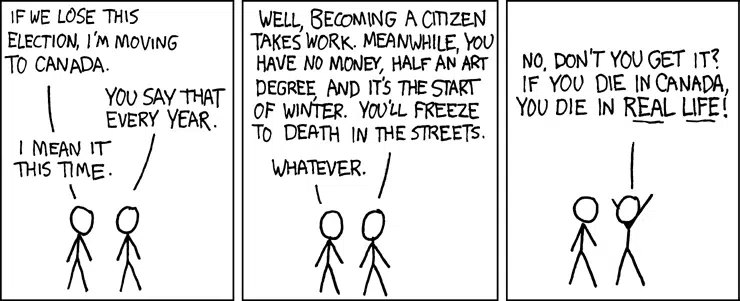 IF WE LOSE THIS
ELECTION, I'M MOVING
TO CANADA.
YOU SAY THAT
EVERY YEAR.
I MEAN IT
THIS TIME.
WELL, BECOMING A CITIZEN
TAKES WORK. MEANWHILE, YOU
HAVE NO MONEY, HALF AN ART
DEGREE, AND IT'S THE START
OF WINTER. YOU'LL FREEZE
TO DEATH IN THE STREETS.
WHATEVER.
NO, DON'T YOU GET IT?
IF YOU DIE IN CANADA,
YOU DIE IN REAL LIFE!